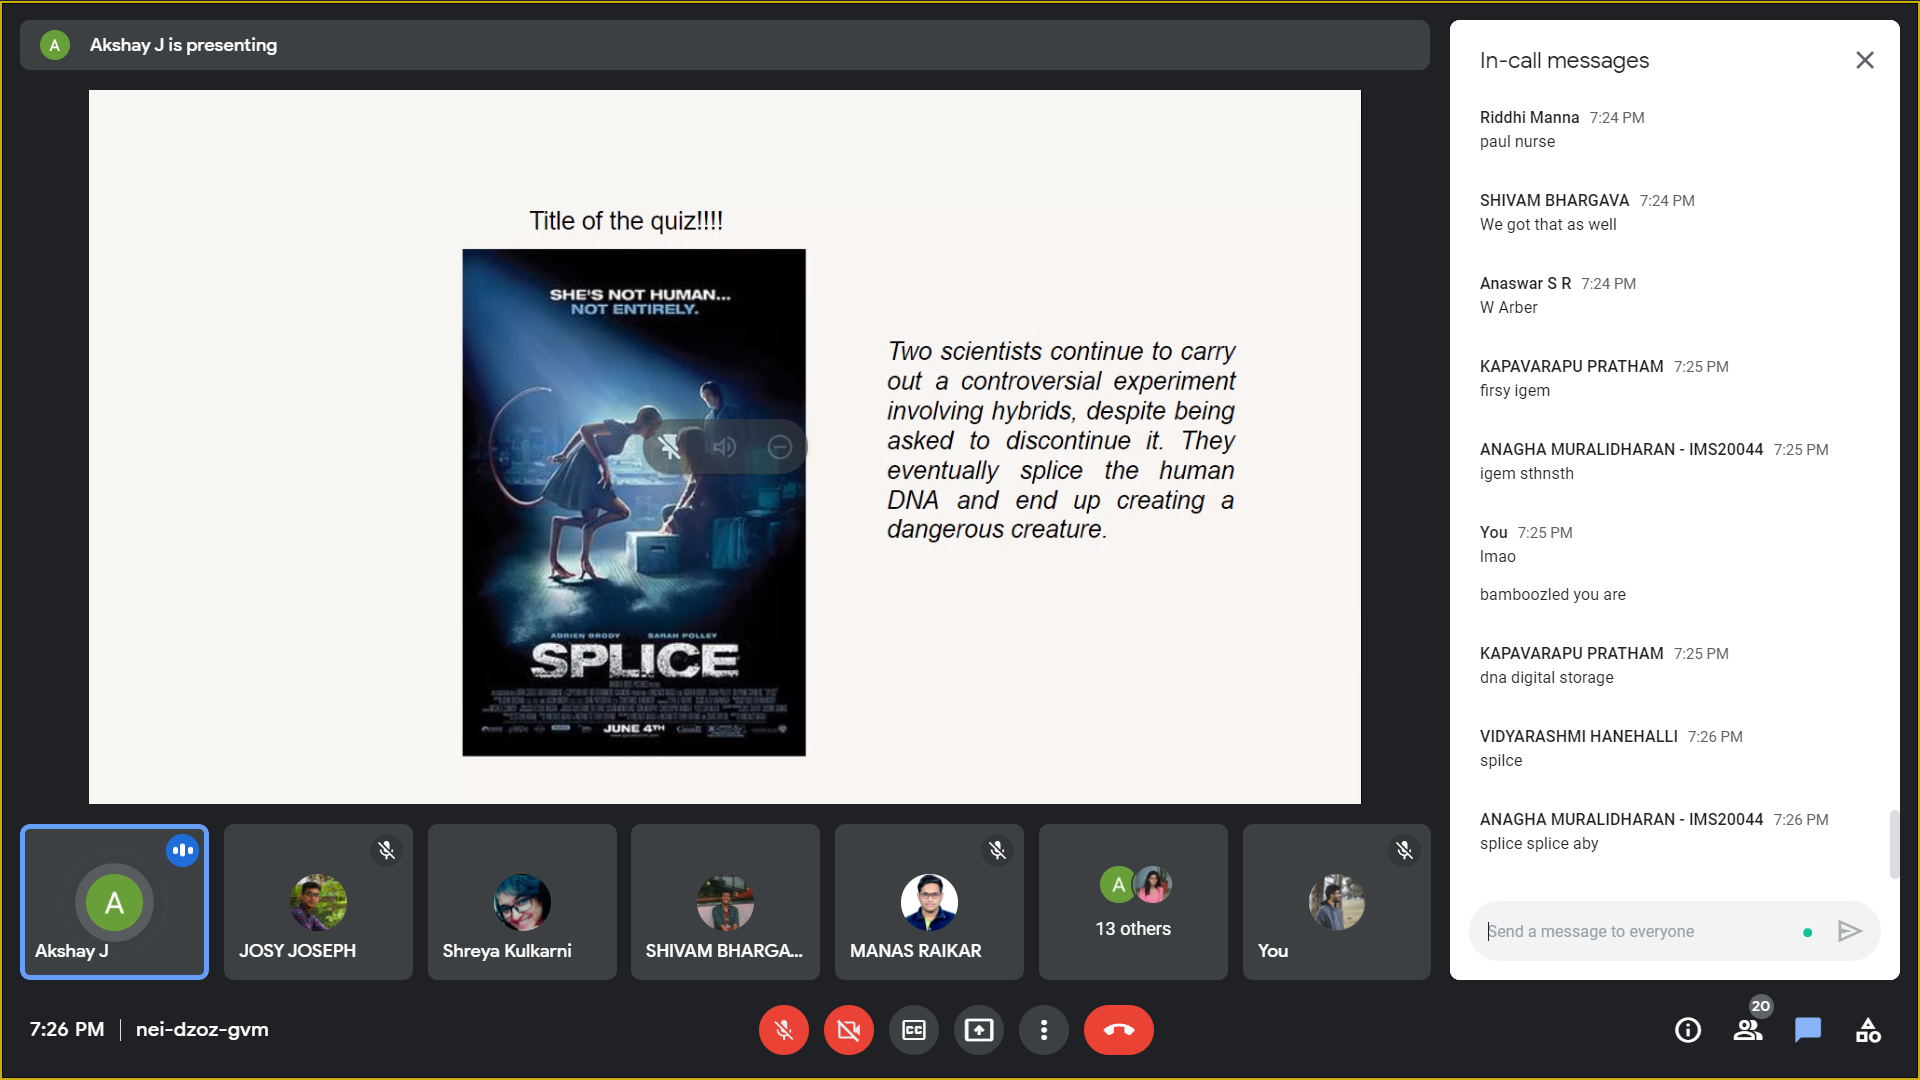 A
Akshay J is presenting
Title of the quiz!!!!
SHE'S NOT HUMAN...
NOT ENTIRELY.
ADRIEN BRODY SARAH POLLEY
SPLICE
JUNE 4TH
Two scientists continue to carry
out a controversial experiment
involving hybrids, despite being
asked to discontinue it. They
eventually splice the human
DNA and end up creating a
dangerous creature.
A
Akshay J
JOSY JOSEPH
Shreya Kulkarni
SHIVAM BHARGA...
MANAS RAIKAR
A
13 others
You
7:26 PM | nei-dzoz-gvm
CC
20
In-call messages
Riddhi Manna 7:24 PM
paul nurse
SHIVAM BHARGAVA 7:24 PM
We got that as well
Anaswar S R 7:24 PM
W Arber
KAPAVARAPU PRATHAM 7:25 PM
firsy igem
ANAGHA MURALIDHARAN - IMS20044 7:25 PM
igem sthnsth
You 7:25 PM
lmao
bamboozled you are
KAPAVARAPU PRATHAM 7:25 PM
dna digital storage
VIDYARASHMI HANEHALLI 7:26 PM
spilce
ANAGHA MURALIDHARAN - IMS20044 7:26 PM
splice splice aby
Send a message to everyone